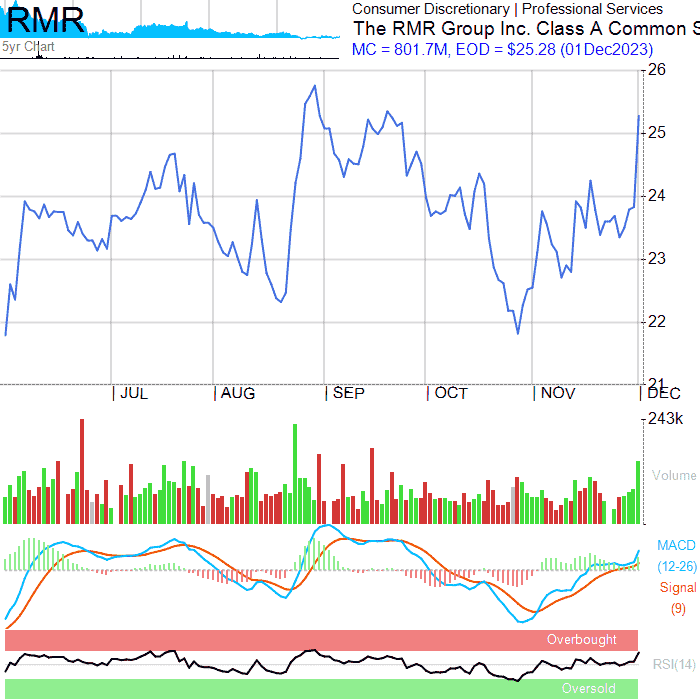 RMR
5yr Chart
Consumer Discretionary | Professional Services
The RMR Group Inc. Class A Common S
MC = 801.7M, EOD = $25.28 (01Dec2023)
26
25
24
23
22
21
| JUL | AUG | SEP | OCT | NOV | DEC
243k
Volume
MACD
(12-26)
Signal
(9)
Overbought
RSI(14)
Oversold